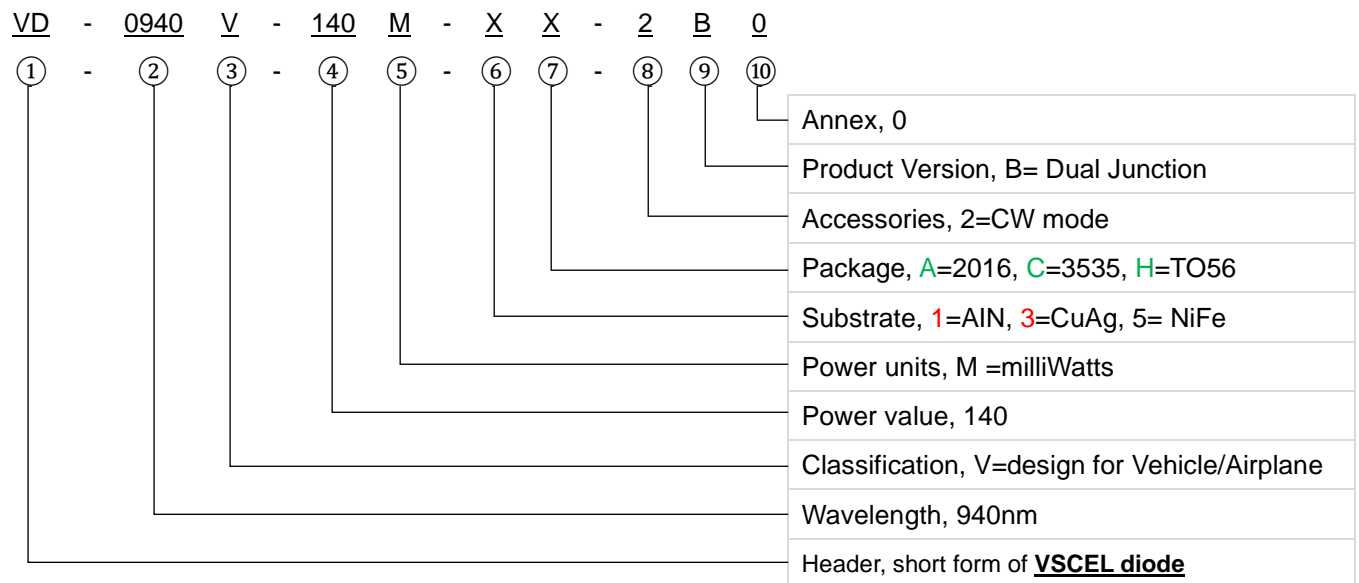 VD - 0940 V - 140 M - X X - 2 B 0
① - ② ③ - ④ ⑤ - ⑥ ⑦ - ⑧ ⑨ ⑩
Annex, 0
Product Version, B= Dual Junction
Accessories, 2=CW mode
Package, A=2016, C=3535, H=TO56
Substrate, 1=AIN, 3=CuAg, 5= NiFe
Power units, M =milliWatts
Power value, 140
Classification, V=design for Vehicle/Airplane
Wavelength, 940nm
Header, short form of VSCEL diode